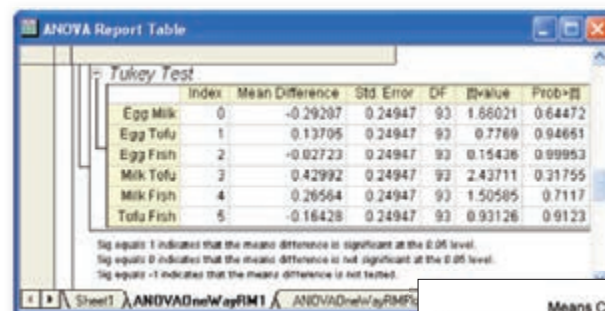 ANOVA Report Table
Tukey Test
Index Mean Difference Std. Error DF value Prob>
Egg Milk 0 -0.29287 0.24947 93 1.66021 0.64472
Egg Tofu 1 0.13705 0.24947 93 0.7769 0.94651
Egg Fish 2 -0.02723 0.24947 93 0.15436 0.99953
Milk Tofu 3 0.42992 0.24947 93 2.43711 0.31755
Milk Fish 4 0.26564 0.24947 93 1.50585 0.7117
Tofu Fish 5 -0.16428 0.24947 93 0.93126 0.9123
Sig equals 1 indicates that the means difference is significant at the 0.05 level.
Sig equals 0 indicates that the means difference is not significant at the 0.05 level.
Sig equals -1 indicates that the means difference is not tested.
Sheet1 ANOVAOneWayRM1 ANOVAOneWayRMPl
Means C